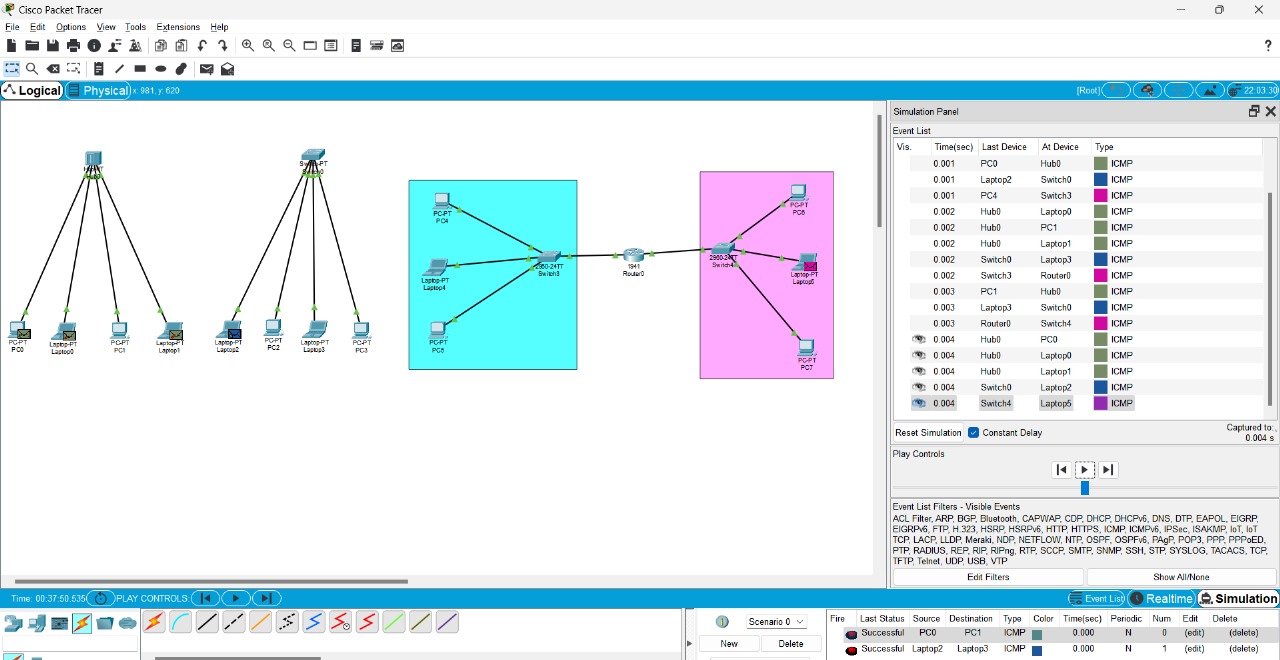 Cisco Packet Tracer
File Edit Options View Tools Extensions Help
?
Logical Physical x: 981, y: 620 [Root] 22:03:30
Switch-PT
PC-PT
PC4
Laptop-PT
Laptop4
PC-PT
PC5
2960-24TT
Switch3
1941
Router0
2960-24TT
Switch4
PC-PT
PC6
Laptop-PT
Laptop5
PC-PT
PC7
PC-PT
PC0
Laptop-PT
Laptop0
PC-PT
PC1
Laptop-PT
Laptop1
Laptop-PT
Laptop2
PC-PT
PC2
Laptop-PT
Laptop3
PC-PT
PC3
Simulation Panel
Event List
Vis. Time(sec) Last Device At Device Type
0.001 PC0 Hub0 ICMP
0.001 Laptop2 Switch0 ICMP
0.001 PC4 Switch3 ICMP
0.002 Hub0 Laptop0 ICMP
0.002 Hub0 PC1 ICMP
0.002 Hub0 Laptop1 ICMP
0.002 Switch0 Laptop3 ICMP
0.002 Switch3 Router0 ICMP
0.003 PC1 Hub0 ICMP
0.003 Laptop3 Switch0 ICMP
0.003 Router0 Switch4 ICMP
0.004 Hub0 PC0 ICMP
0.004 Hub0 Laptop0 ICMP
0.004 Hub0 Laptop1 ICMP
0.004 Switch0 Laptop2 ICMP
0.004 Switch4 Laptop5 ICMP
Reset Simulation Constant Delay Captured to:
0.004 s
Play Controls
Event List Filters - Visible Events
ACL Filter, ARP, BGP, Bluetooth, CAPWAP, CDP, DHCP, DHCPv6, DNS, DTP, EAPOL, EIGRP,
EIGRPv6, FTP, H.323, HSRP, HSRPv6, HTTP, HTTPS, ICMP, ICMPv6, IPSec, ISAKMP, IoT, IoT
TCP, LACP, LLDP, Meraki, NDP, NETFLOW, NTP, OSPF, OSPFv6, PAgP, POP3, PPP, PPPoED,
PTP, RADIUS, REP, RIP, RIPng, RTP, SCCP, SMTP, SNMP, SSH, STP, SYSLOG, TACACS, TCP,
TFTP, Telnet, UDP, USB, VTP
Edit Filters Show All/None
Time: 00:37:50.535 PLAY CONTROLS: Event List Realtime Simulation
Scenario 0
New Delete
Fire Last Status Source Destination Type Color Time(sec) Periodic Num Edit Delete
Successful PC0 PC1 ICMP 0.000 N 0 (edit) (delete)
Successful Laptop2 Laptop3 ICMP 0.000 N 1 (edit) (delete)